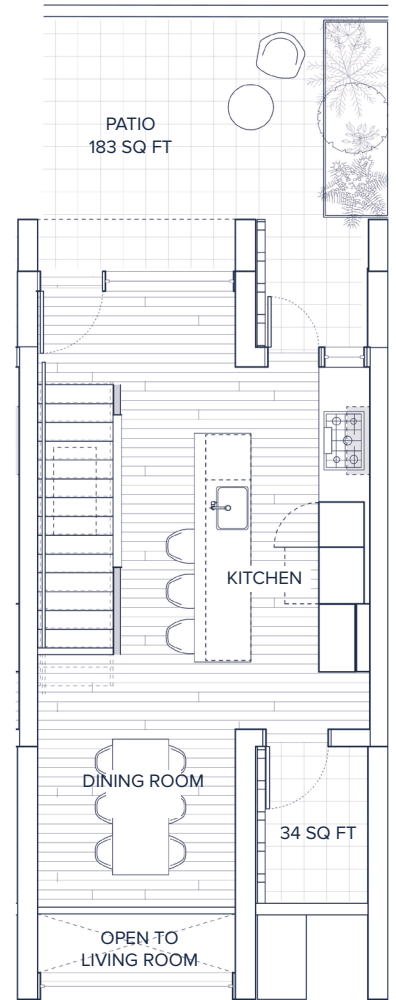 PATIO
183 SQ FT
KITCHEN
DINING ROOM
34 SQ FT
OPEN TO
LIVING ROOM